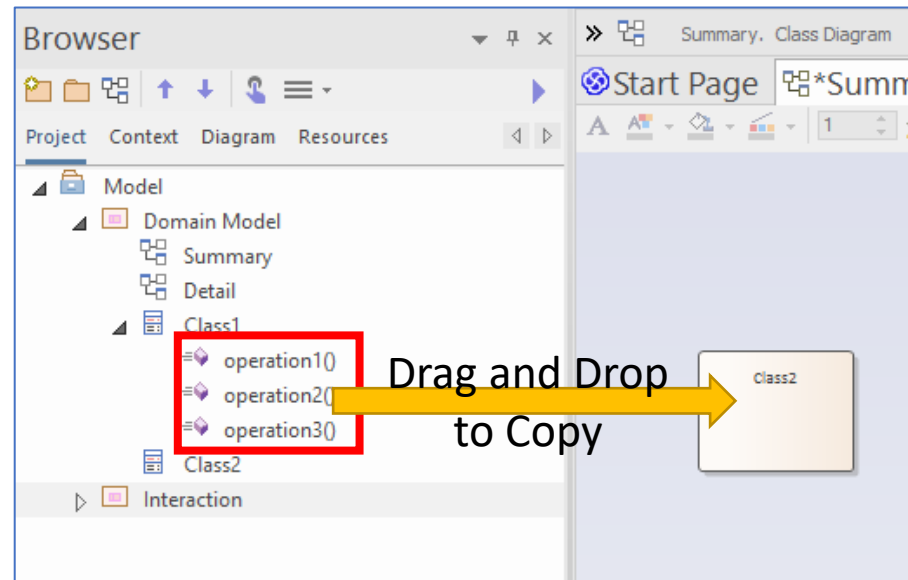 Browser
Summary. Class Diagram
Start Page *Summ
Project Context Diagram Resources
1
Model
Domain Model
Summary
Detail
Class1
operation1()
operation2()
operation3()
Class2
Interaction
Drag and Drop
to Copy
Class2